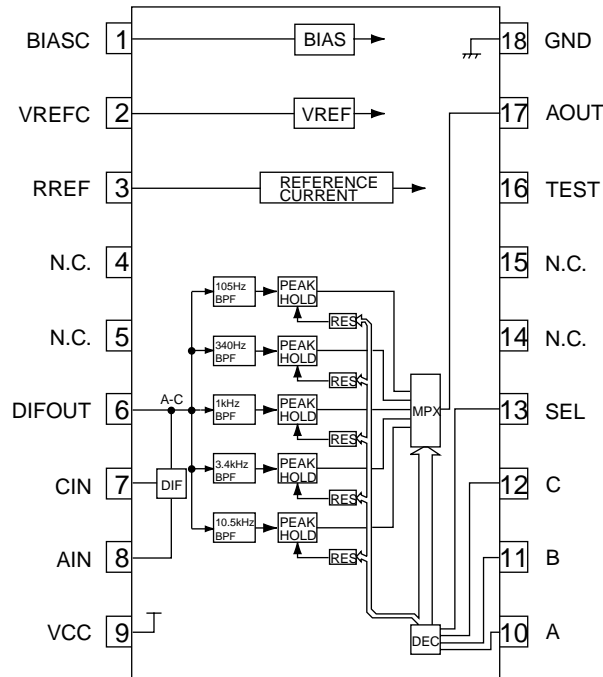 BIASC 1 BIAS 18 GND
VREFC 2 VREF 17 AOUT
RREF 3 REFERENCE CURRENT 16 TEST
N.C. 4 15 N.C.
105Hz BPF PEAK HOLD
RES
N.C. 5 14 N.C.
340Hz BPF PEAK HOLD
RES
DIFOUT 6 A-C 1kHz BPF PEAK HOLD MPX 13 SEL
RES
CIN 7 DIF 3.4kHz BPF PEAK HOLD 12 C
RES
10.5kHz BPF PEAK HOLD
AIN 8 RES 11 B
VCC 9 DEC 10 A